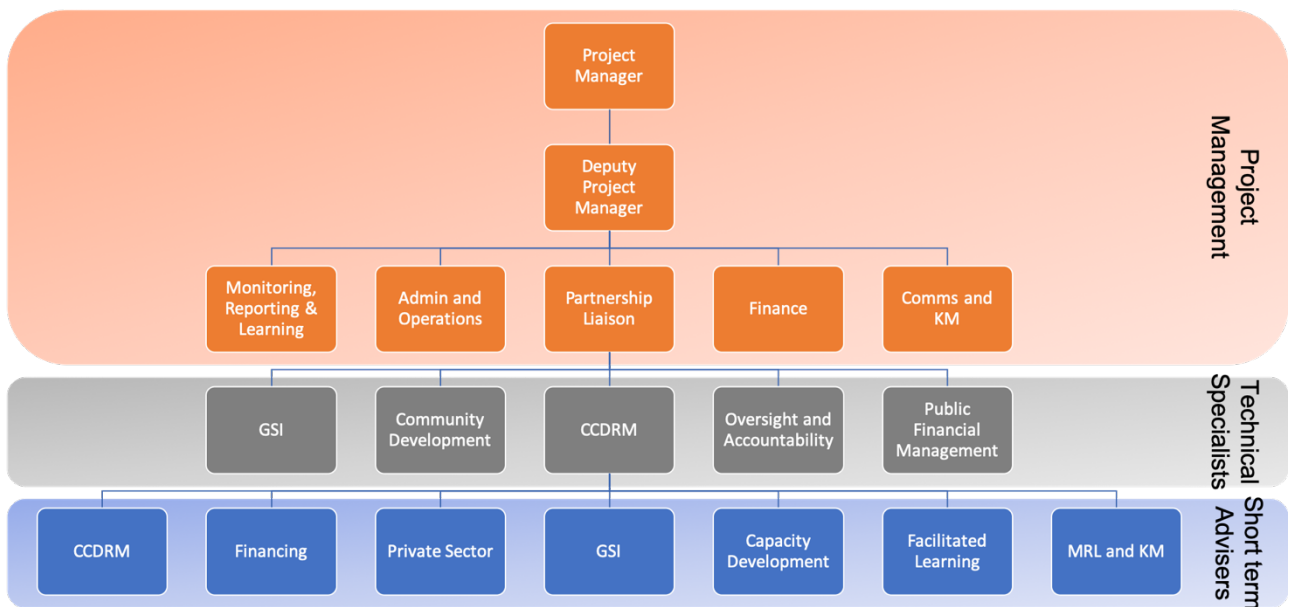 Project
Manager
Deputy
Project
Manager
Monitoring,
Reporting &
Learning
Admin and
Operations
Partnership
Liaison
Finance
Comms and
KM
Project
Management
GSI
Community
Development
CCDRM
Oversight and
Accountability
Public
Financial
Management
Technical
Specialists
CCDRM
Financing
Private Sector
GSI
Capacity
Development
Facilitated
Learning
MRL and KM
Short term
Advisers